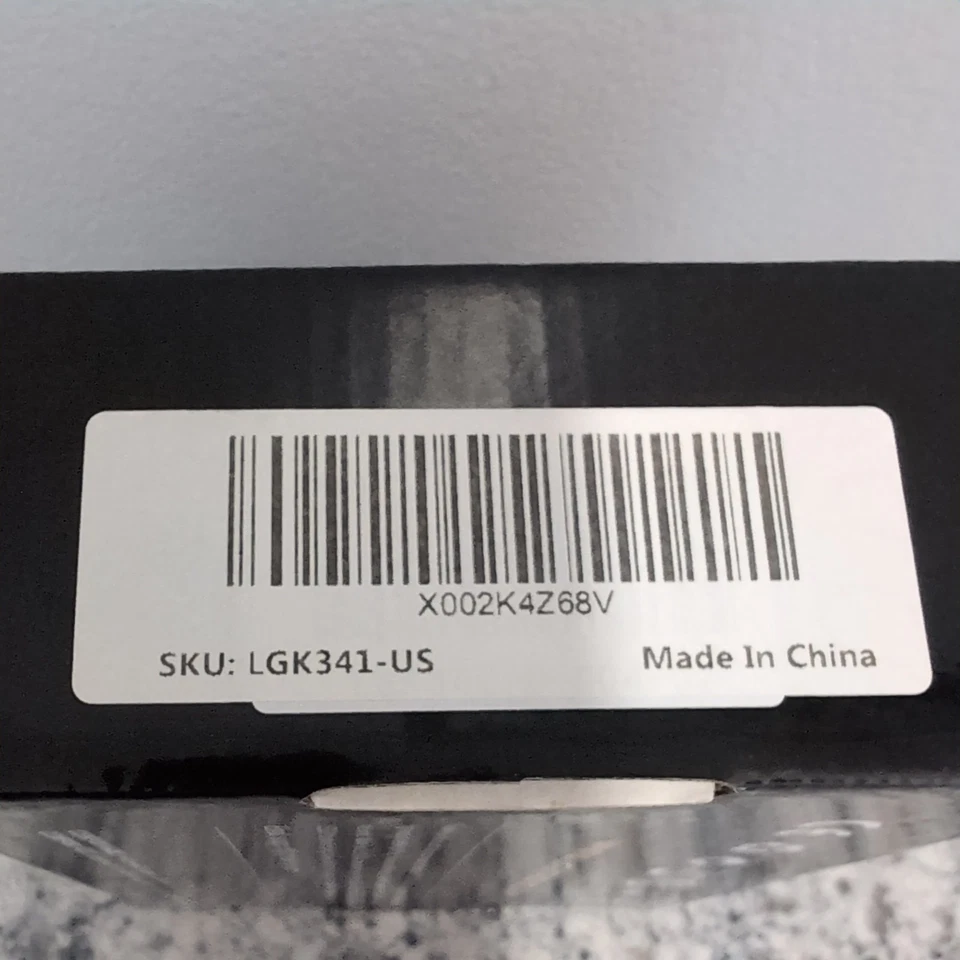 X002K4Z68V
SKU: LGK341-US
Made In China